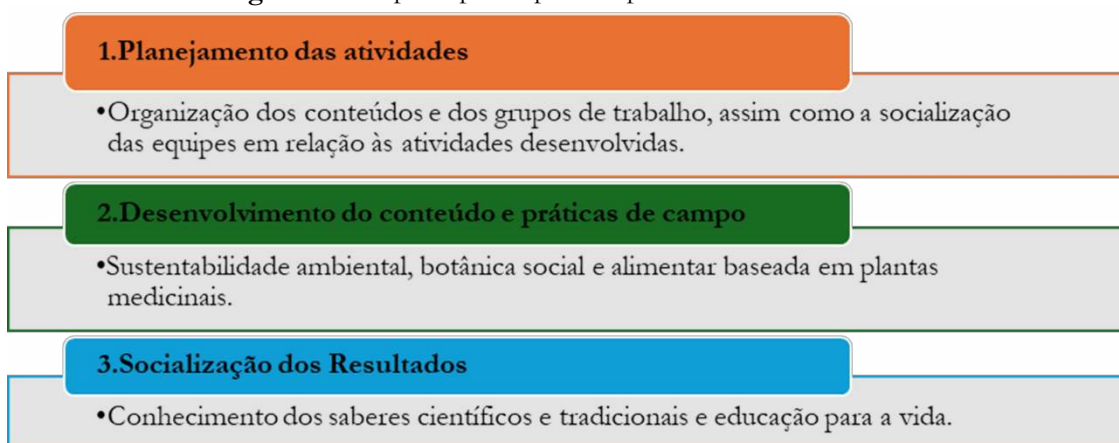 1.Planejamento das atividades
•Organização dos conteúdos e dos grupos de trabalho, assim como a socialização
das equipes em relação às atividades desenvolvidas.
2.Desenvolvimento do conteúdo e práticas de campo
•Sustentabilidade ambiental, botânica social e alimentar baseada em plantas
medicinais.
3.Socialização dos Resultados
•Conhecimento dos saberes científicos e tradicionais e educação para a vida.